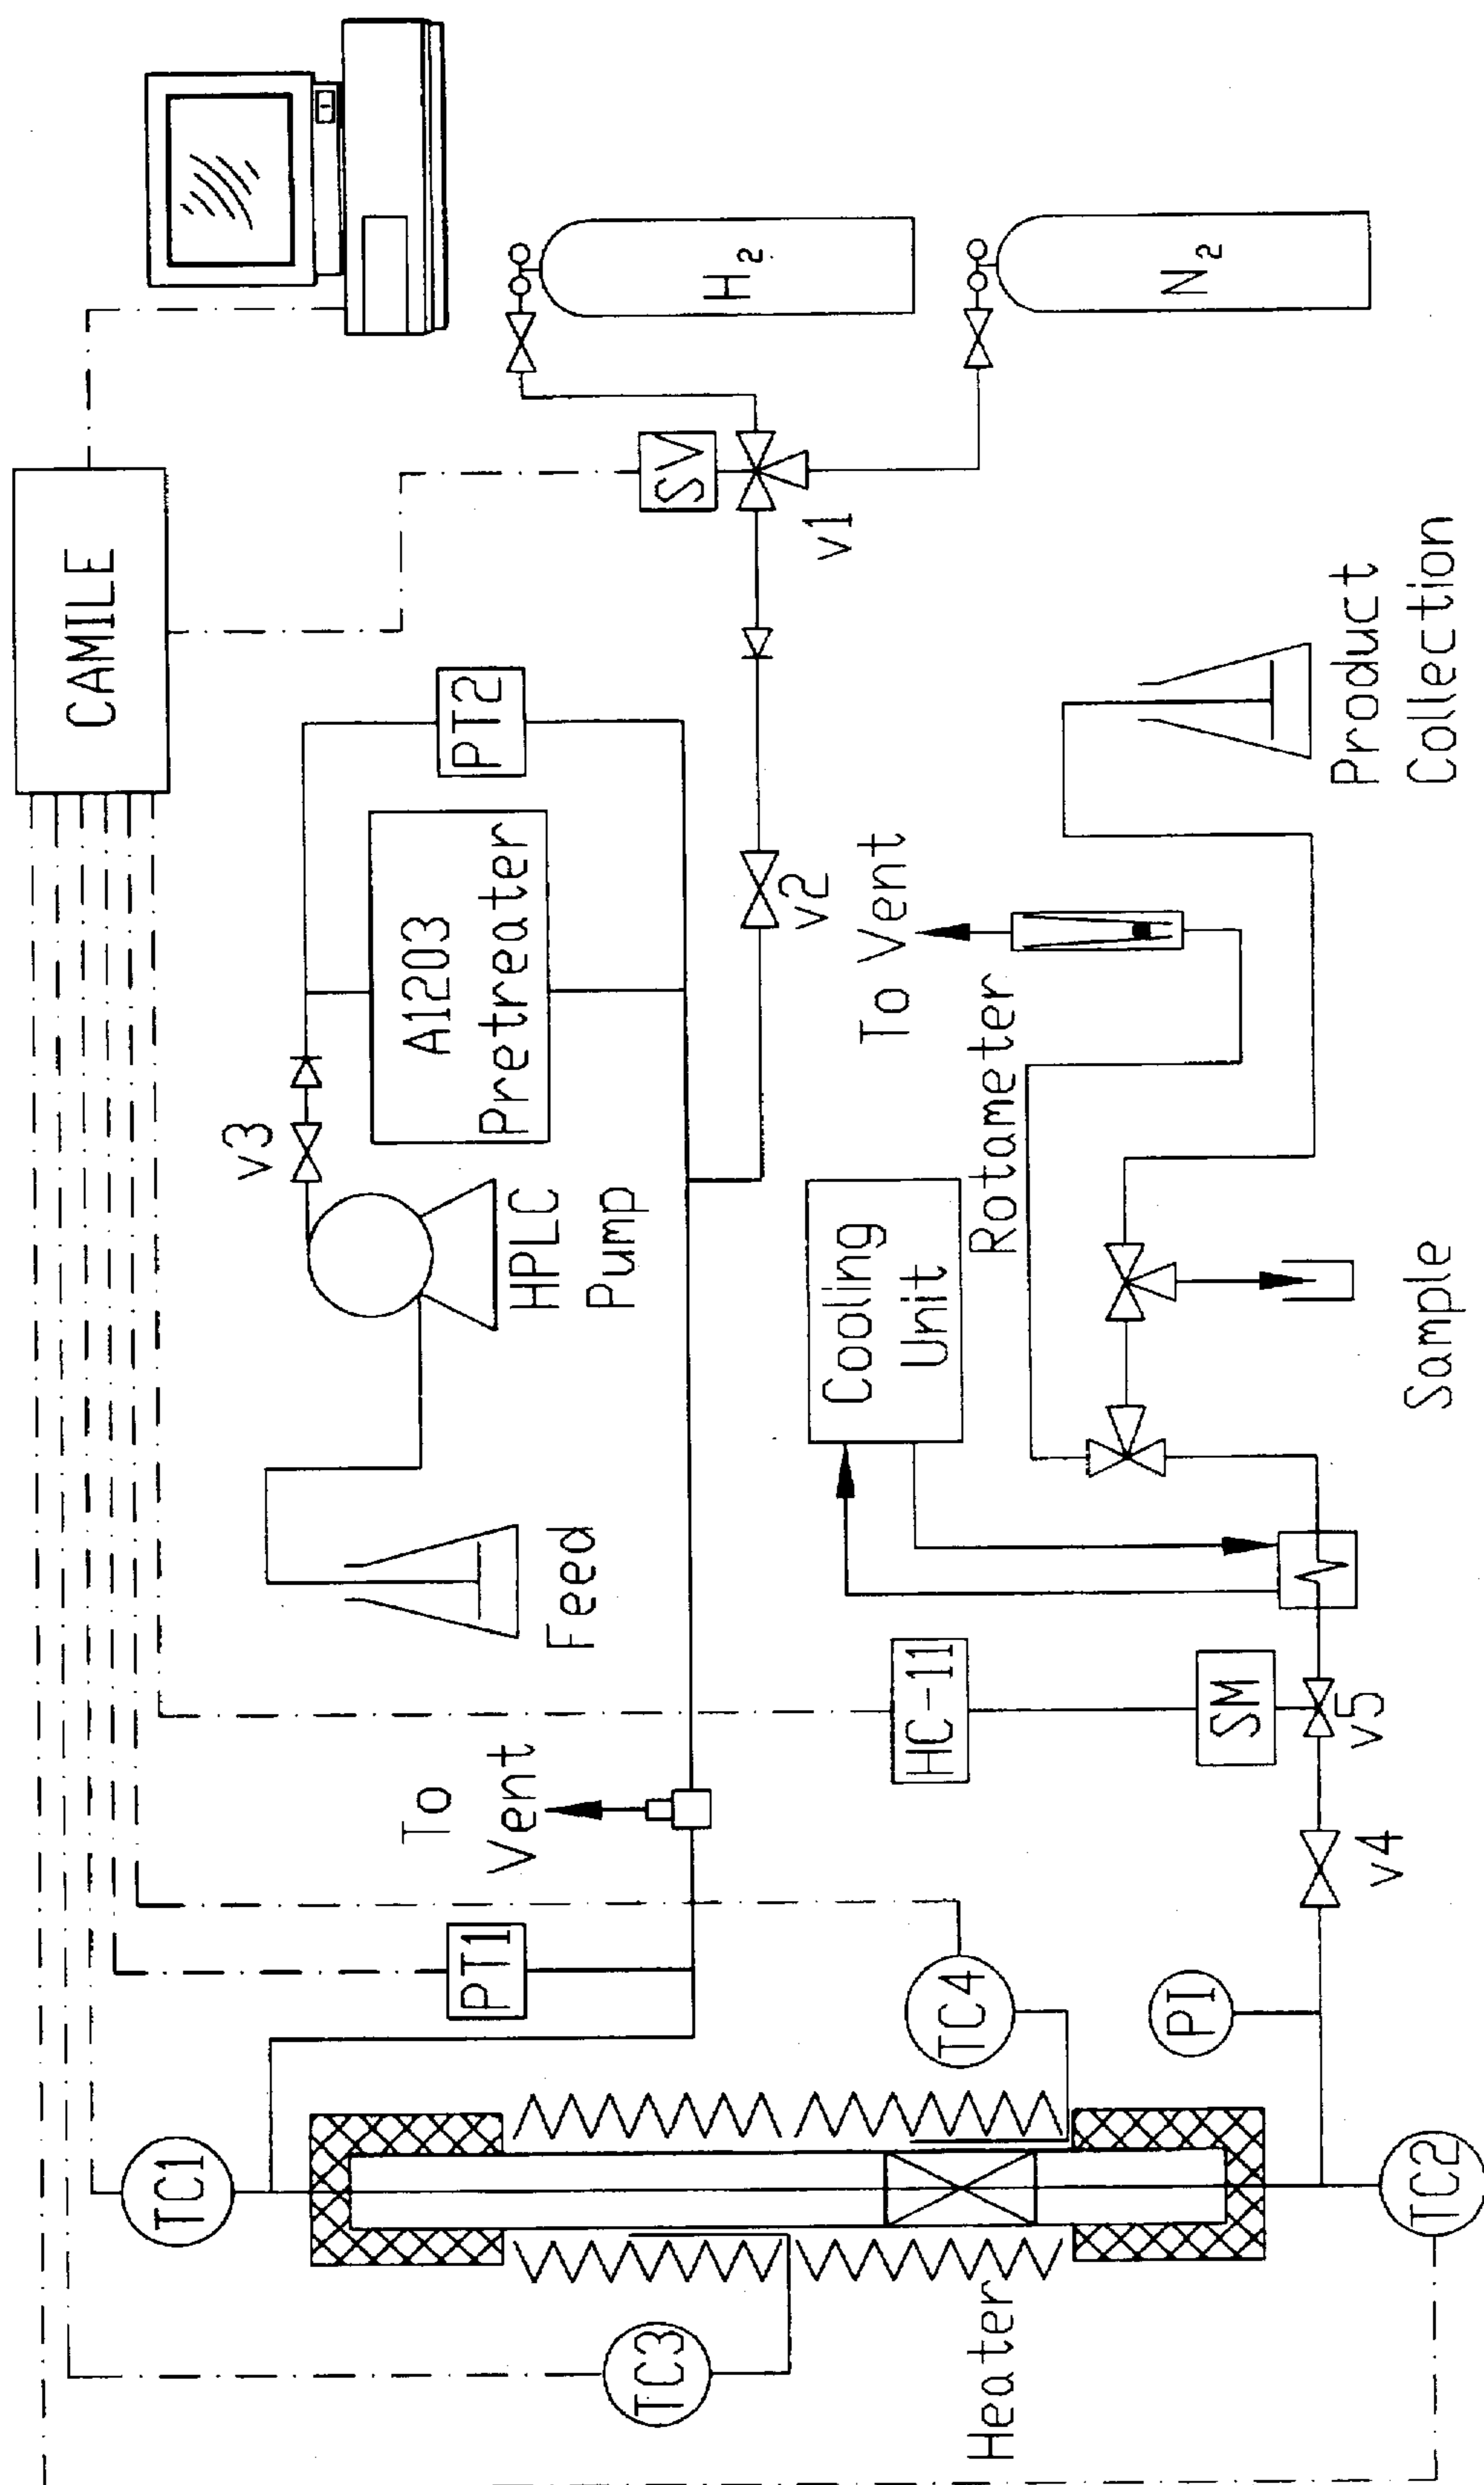 CAMILE
TC1
TC3
PT1
To
Vent
Feed
HPLC
Pump
v3
Al203
Pretreater
PT2
SV
v1
v2
H2
N2
Heater
TC4
HC-11
Cooling
Unit
Rotameter
To Vent
PI
TC2
v4
SM
v5
Sample
Product
Collection